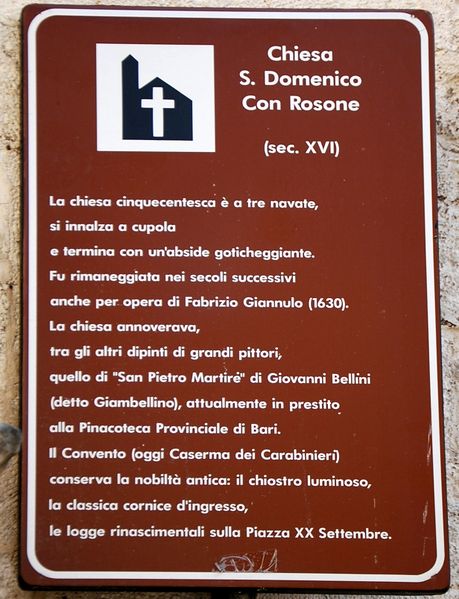 Chiesa
S. Domenico
Con Rosone
(sec. XVI)
La chiesa cinquecentesca è a tre navate,
si innalza a cupola
e termina con un'abside goticheggiante.
Fu rimaneggiata nei secoli successivi
anche per opera di Fabrizio Giannulo (1630).
La chiesa annoverava,
tra gli altri dipinti di grandi pittori,
quello di "San Pietro Martire" di Giovanni Bellini
(detto Giambellino), attualmente in prestito
alla Pinacoteca Provinciale di Bari.
Il Convento (oggi Caserma dei Carabinieri)
conserva la nobiltà antica: il chiostro luminoso,
la classica cornice d'ingresso,
le logge rinascimentali sulla Piazza XX Settembre.